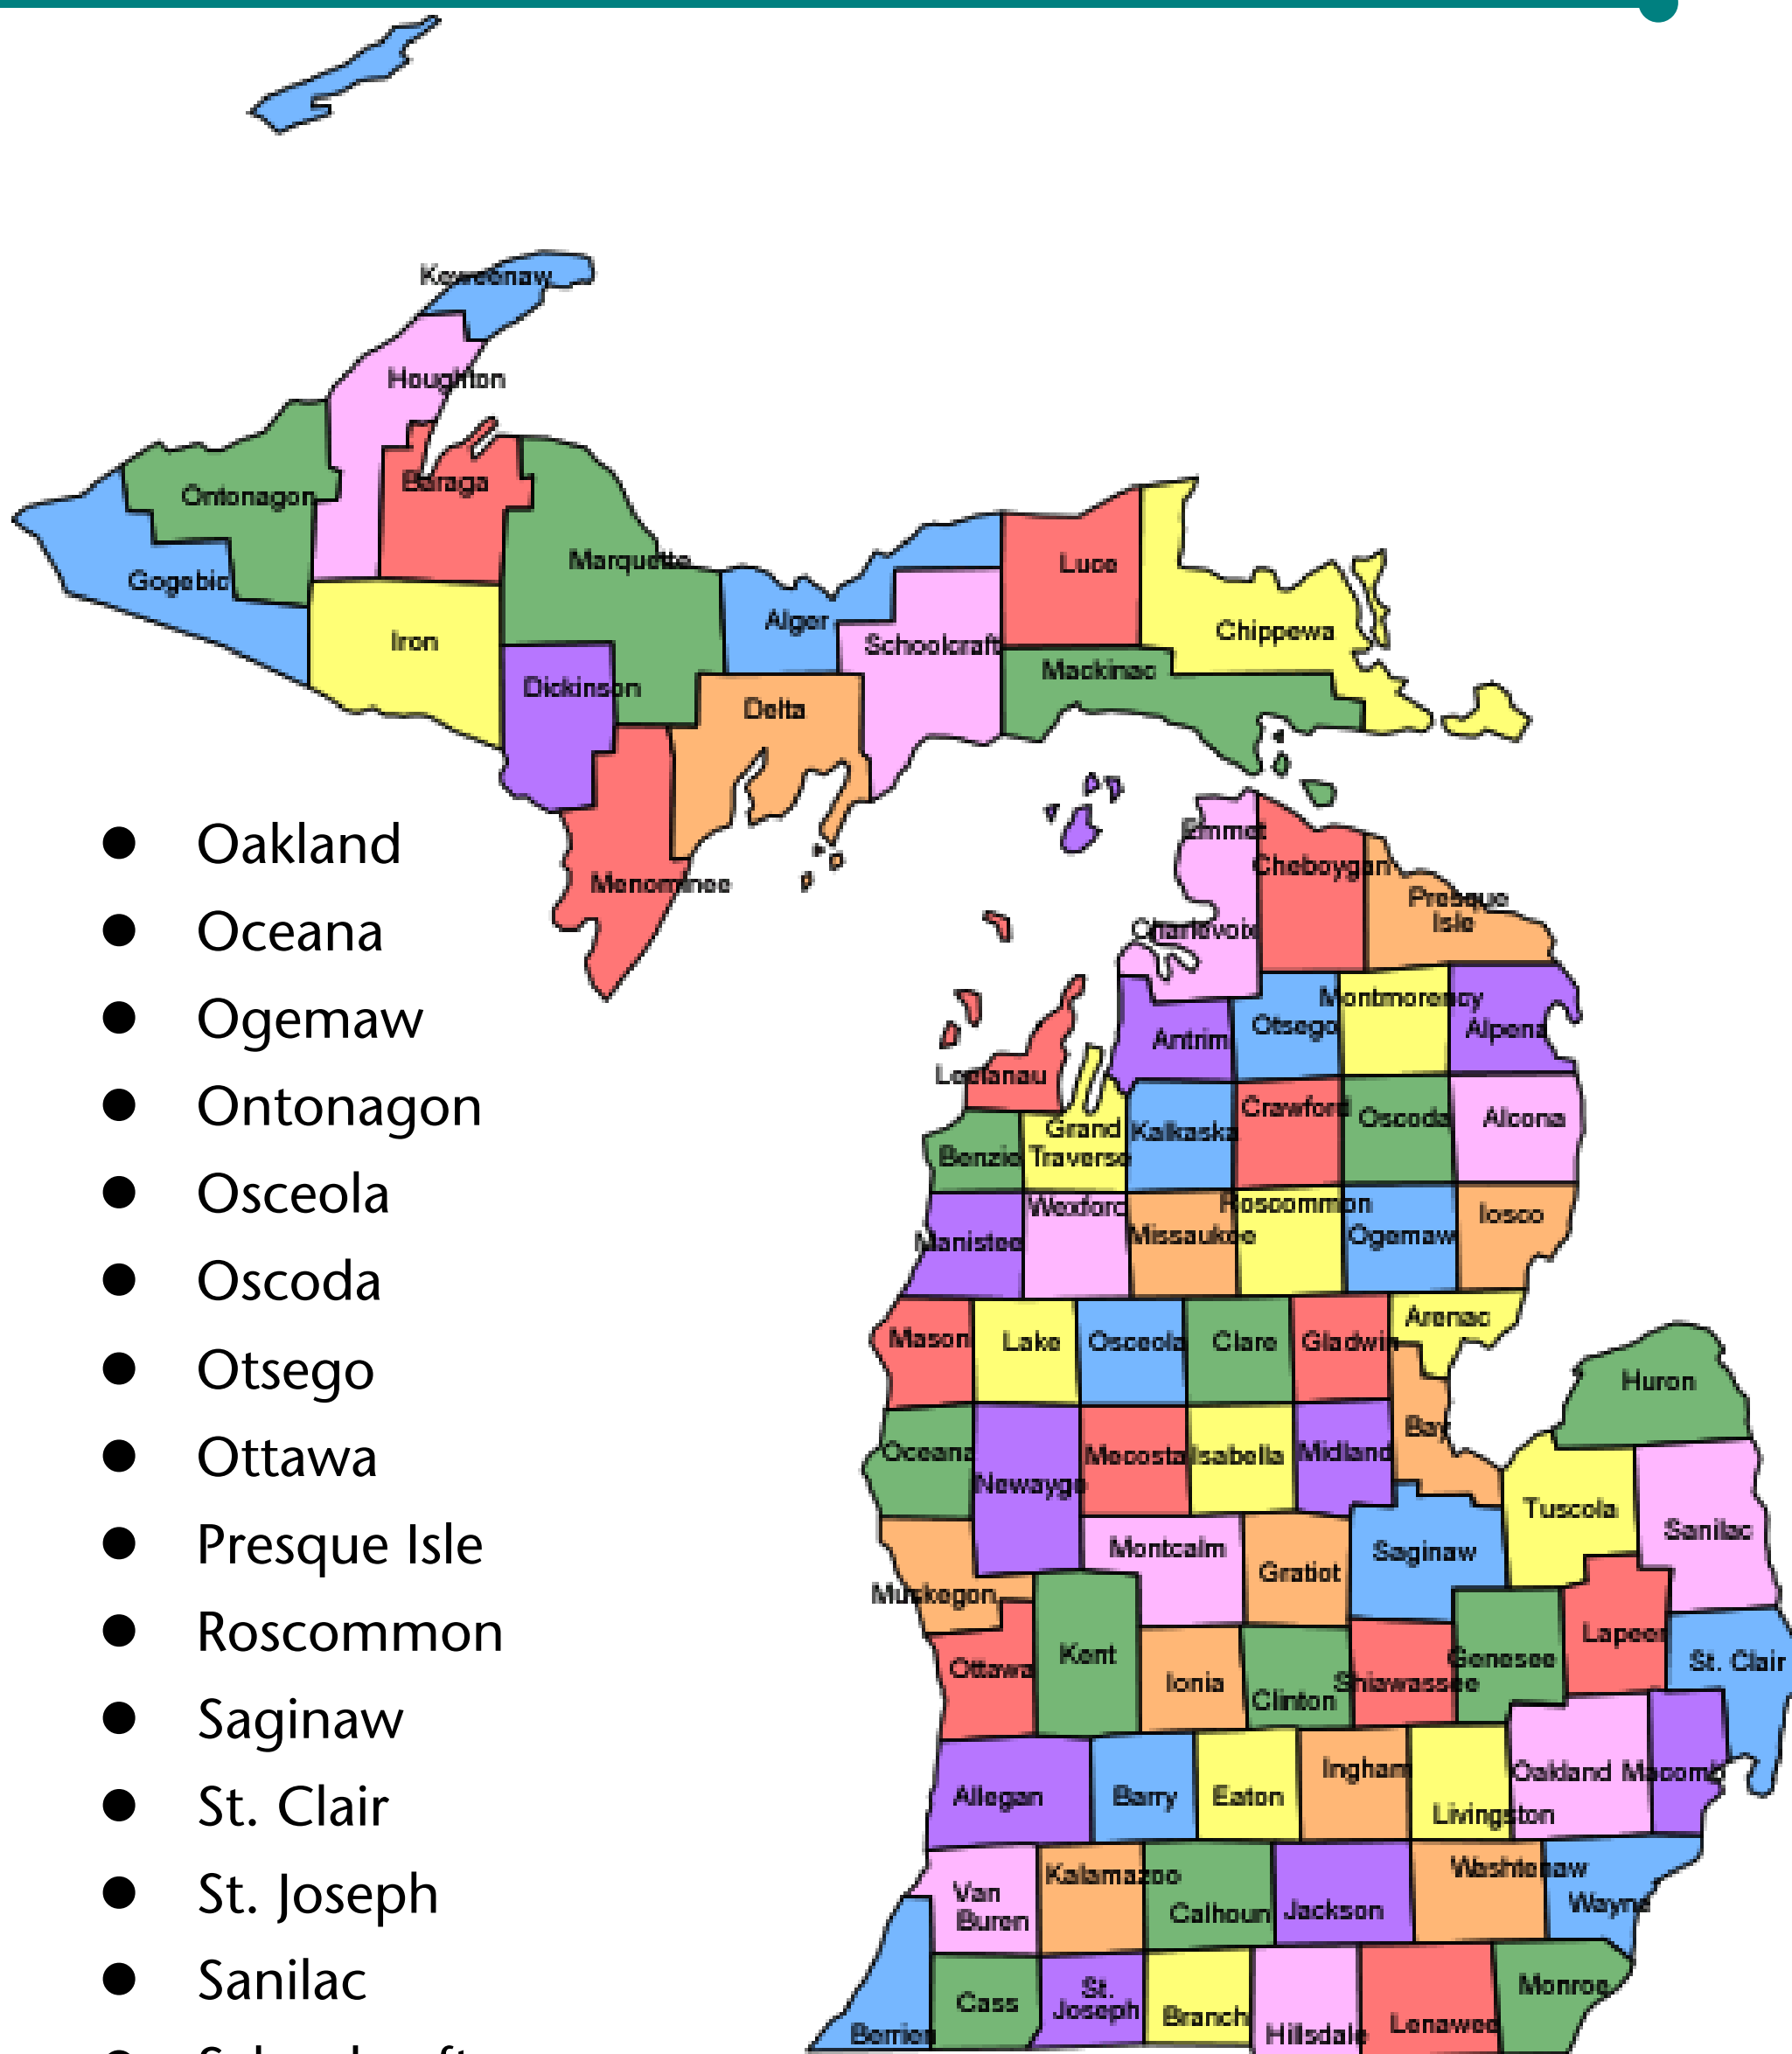 Keweenaw
Houghton
Baraga
Ontonagon
Gogebic
Marquette
Iron
Dickinson
Alger
Luce
Schoolcraft
Chippewa
Mackinac
Delta
Menominee
Emmet
Cheboygan
Presque
Isle
Charlevoix
Montmorency
Antrim
Otsego
Alpena
Leelanau
Grand
Traverse
Benzie
Kalkaska
Crawford
Oscoda
Alcona
Manistee
Wexford
Missaukee
Roscommon
Ogemaw
Iosco
Mason
Lake
Osceola
Clare
Gladwin
Arenac
Huron
Oceana
Newaygo
Mecosta
Isabella
Midland
Bay
Tuscola
Sanilac
Muskegon
Montcalm
Gratiot
Saginaw
Ottawa
Kent
Ionia
Clinton
Shiawassee
Genesee
Lapeer
St. Clair
Allegan
Barry
Eaton
Ingham
Livingston
Oakland
Macomb
Van
Buren
Kalamazoo
Calhoun
Jackson
Washtenaw
Wayne
Berrien
Cass
St.
Joseph
Branch
Hillsdale
Lenawee
Monroe
● Oakland
● Oceana
● Ogemaw
● Ontonagon
● Osceola
● Oscoda
● Otsego
● Ottawa
● Presque Isle
● Roscommon
● Saginaw
● St. Clair
● St. Joseph
● Sanilac